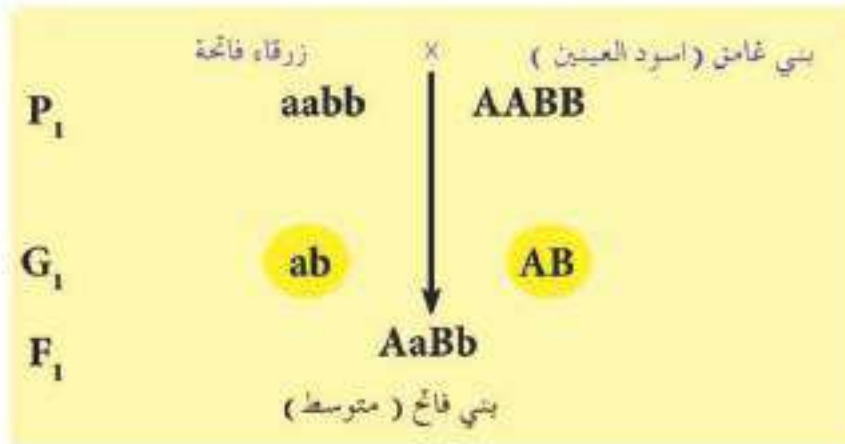 بني غامق ( اسود العينين ) × زرقاء فاتحة
P₁ aabb AABB
G₁ ab AB
F₁ AaBb
بني فاتح ( متوسط )